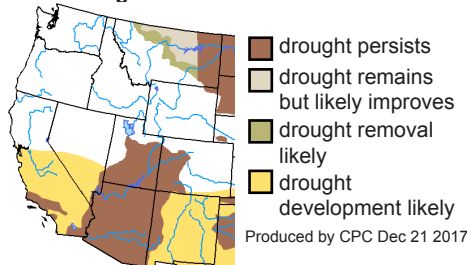 drought persists
drought remains
but likely improves
drought removal
likely
drought
development likely
Produced by CPC Dec 21 2017